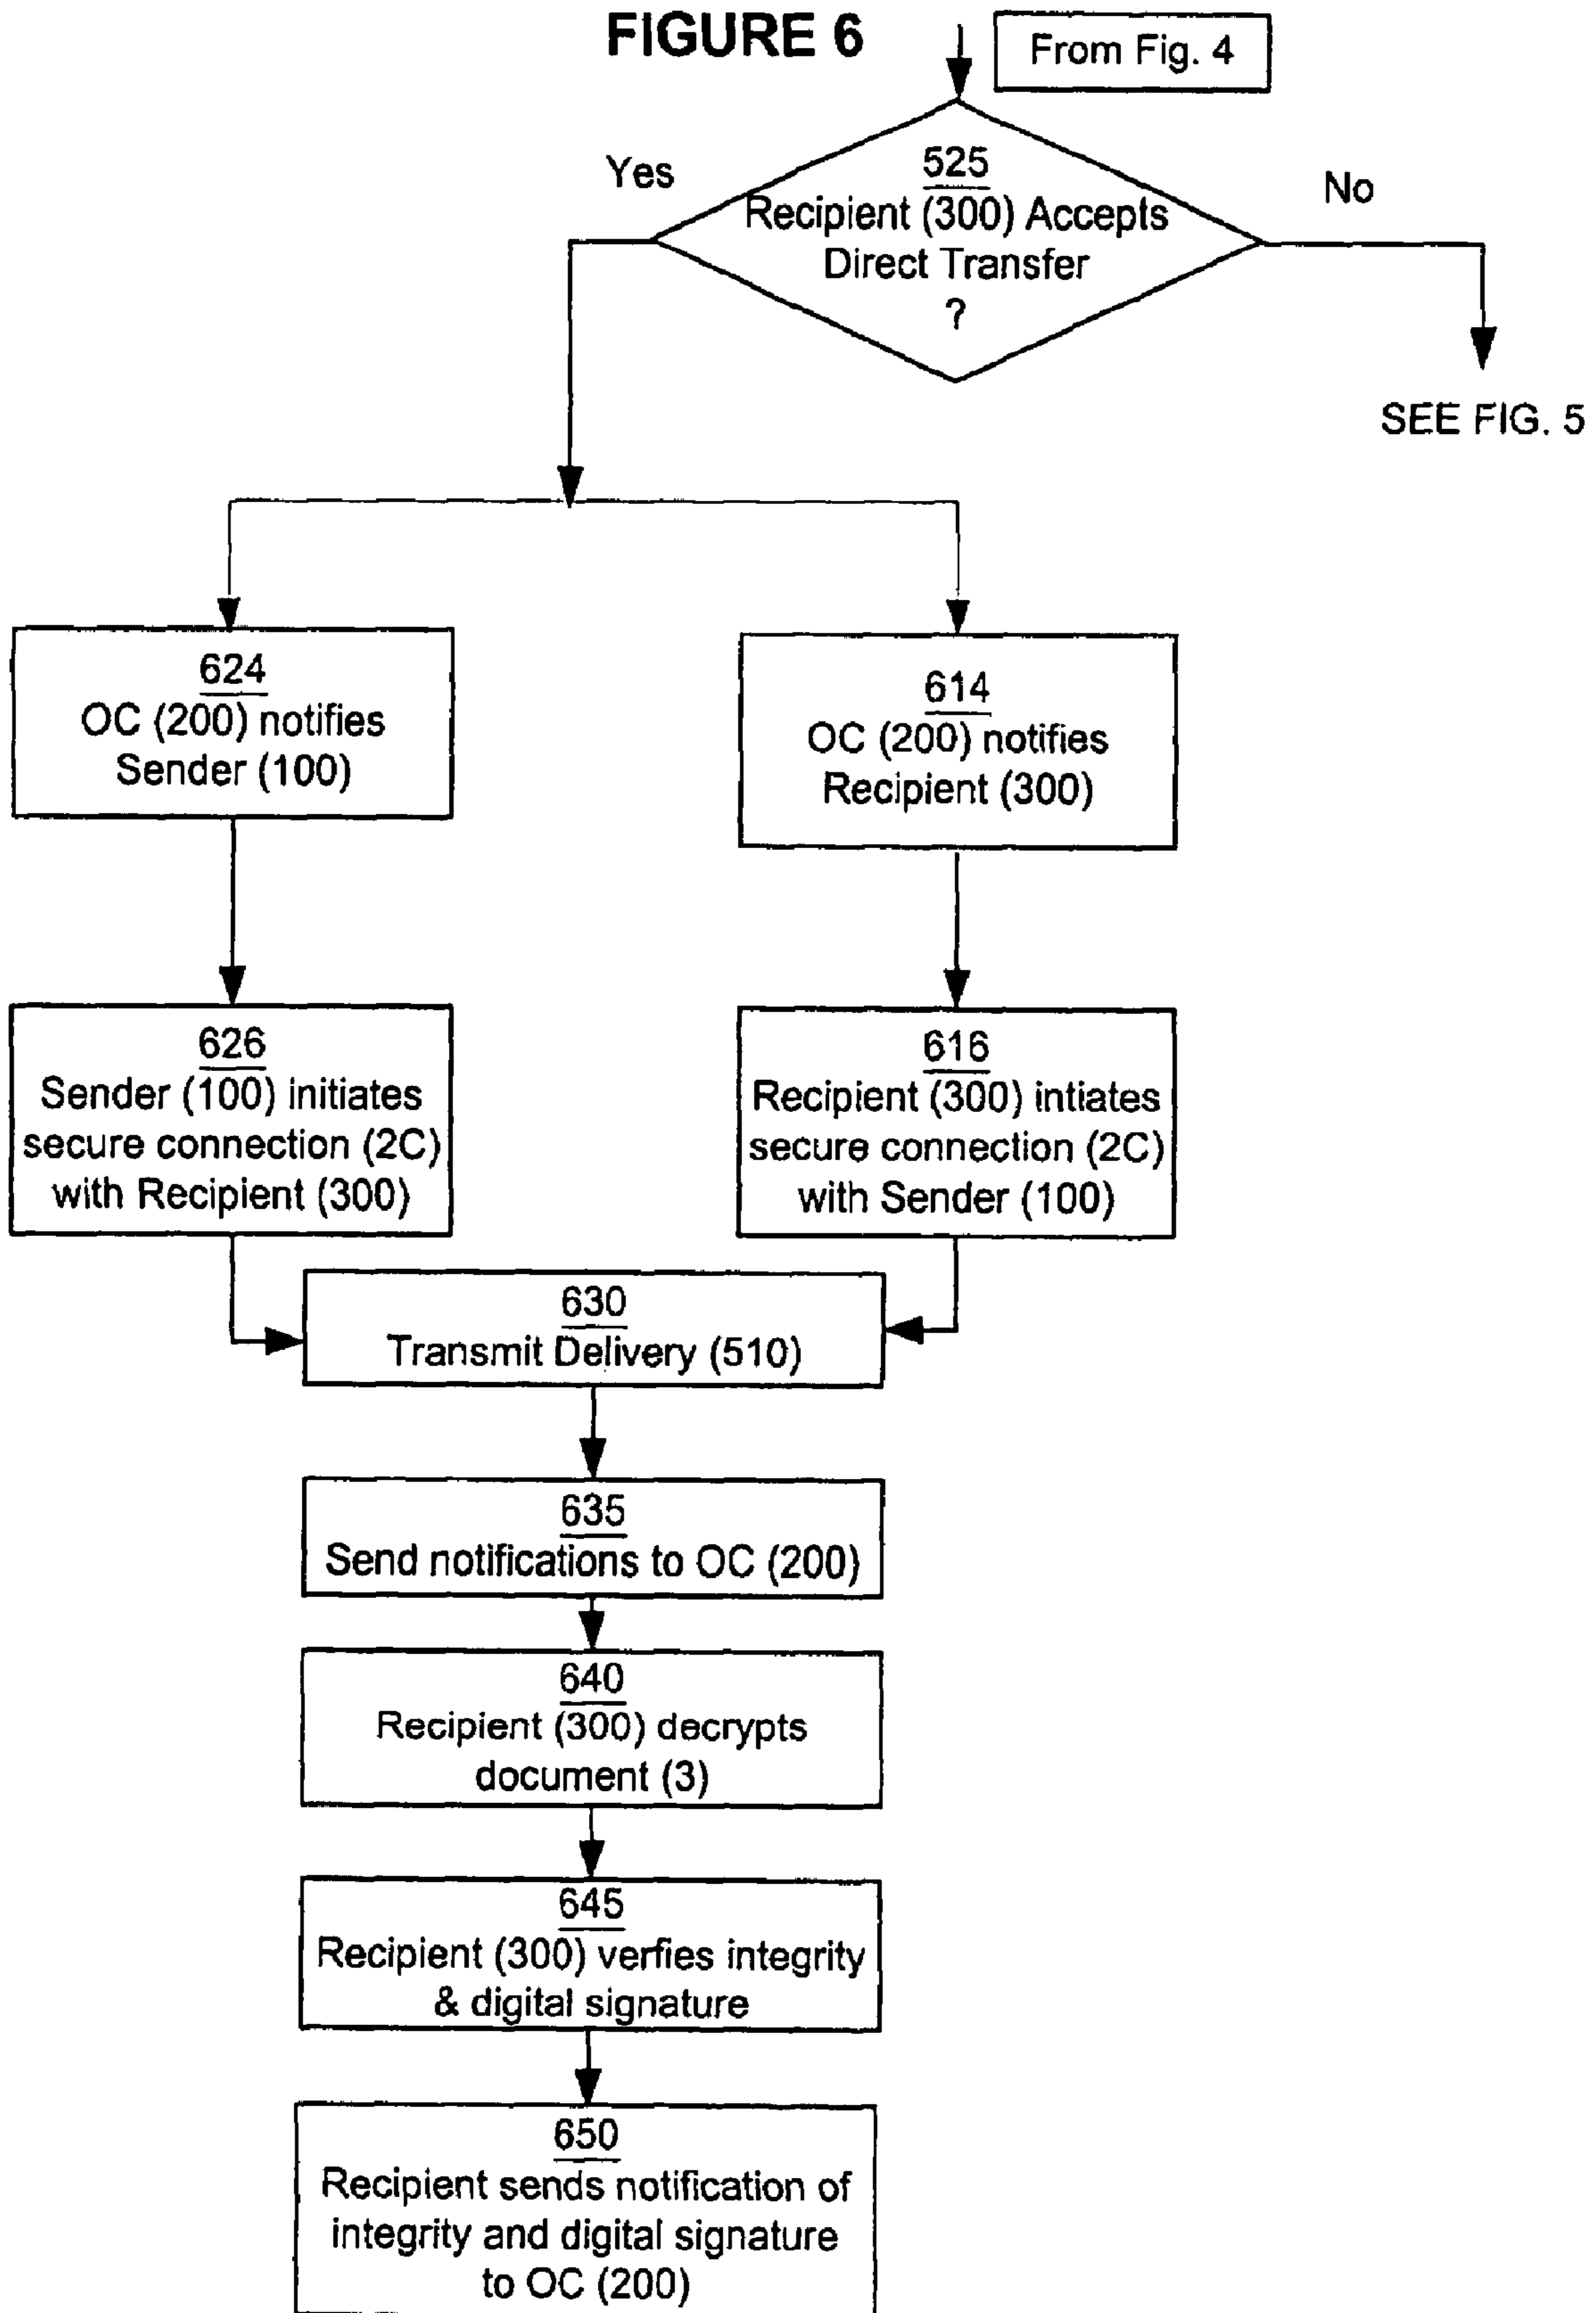 FIGURE 6
From Fig. 4
525
Recipient (300) Accepts
Direct Transfer
?
Yes
No
SEE FIG. 5
624
OC (200) notifies
Sender (100)
614
OC (200) notifies
Recipient (300)
626
Sender (100) initiates
secure connection (2C)
with Recipient (300)
616
Recipient (300) intiates
secure connection (2C)
with Sender (100)
630
Transmit Delivery (510)
635
Send notifications to OC (200)
640
Recipient (300) decrypts
document (3)
645
Recipient (300) verfies integrity
& digital signature
650
Recipient sends notification of
integrity and digital signature
to OC (200)